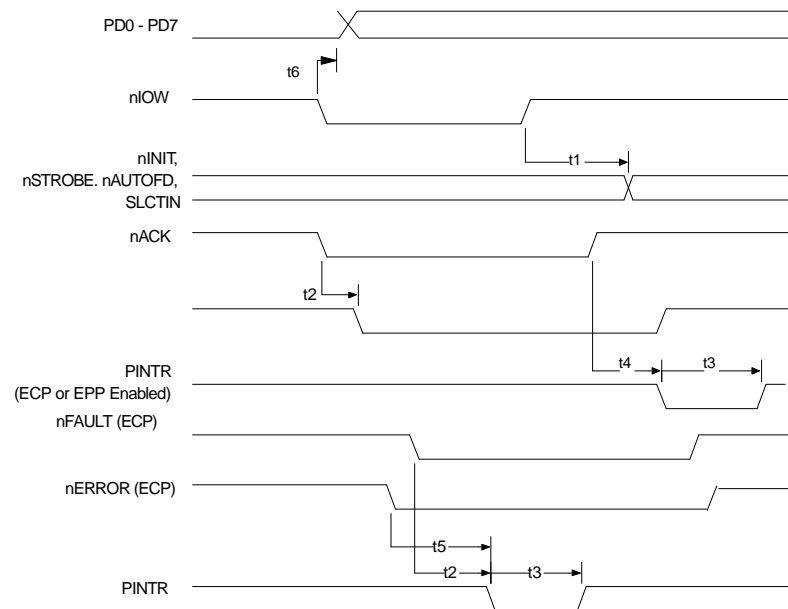 PD0 - PD7
t6
nIOW
nINIT,
t1
nSTROBE. nAUTOFD,
SLCTIN
nACK
t2
t4
t3
PINTR
(ECP or EPP Enabled)
nFAULT (ECP)
nERROR (ECP)
t5
t2
t3
PINTR